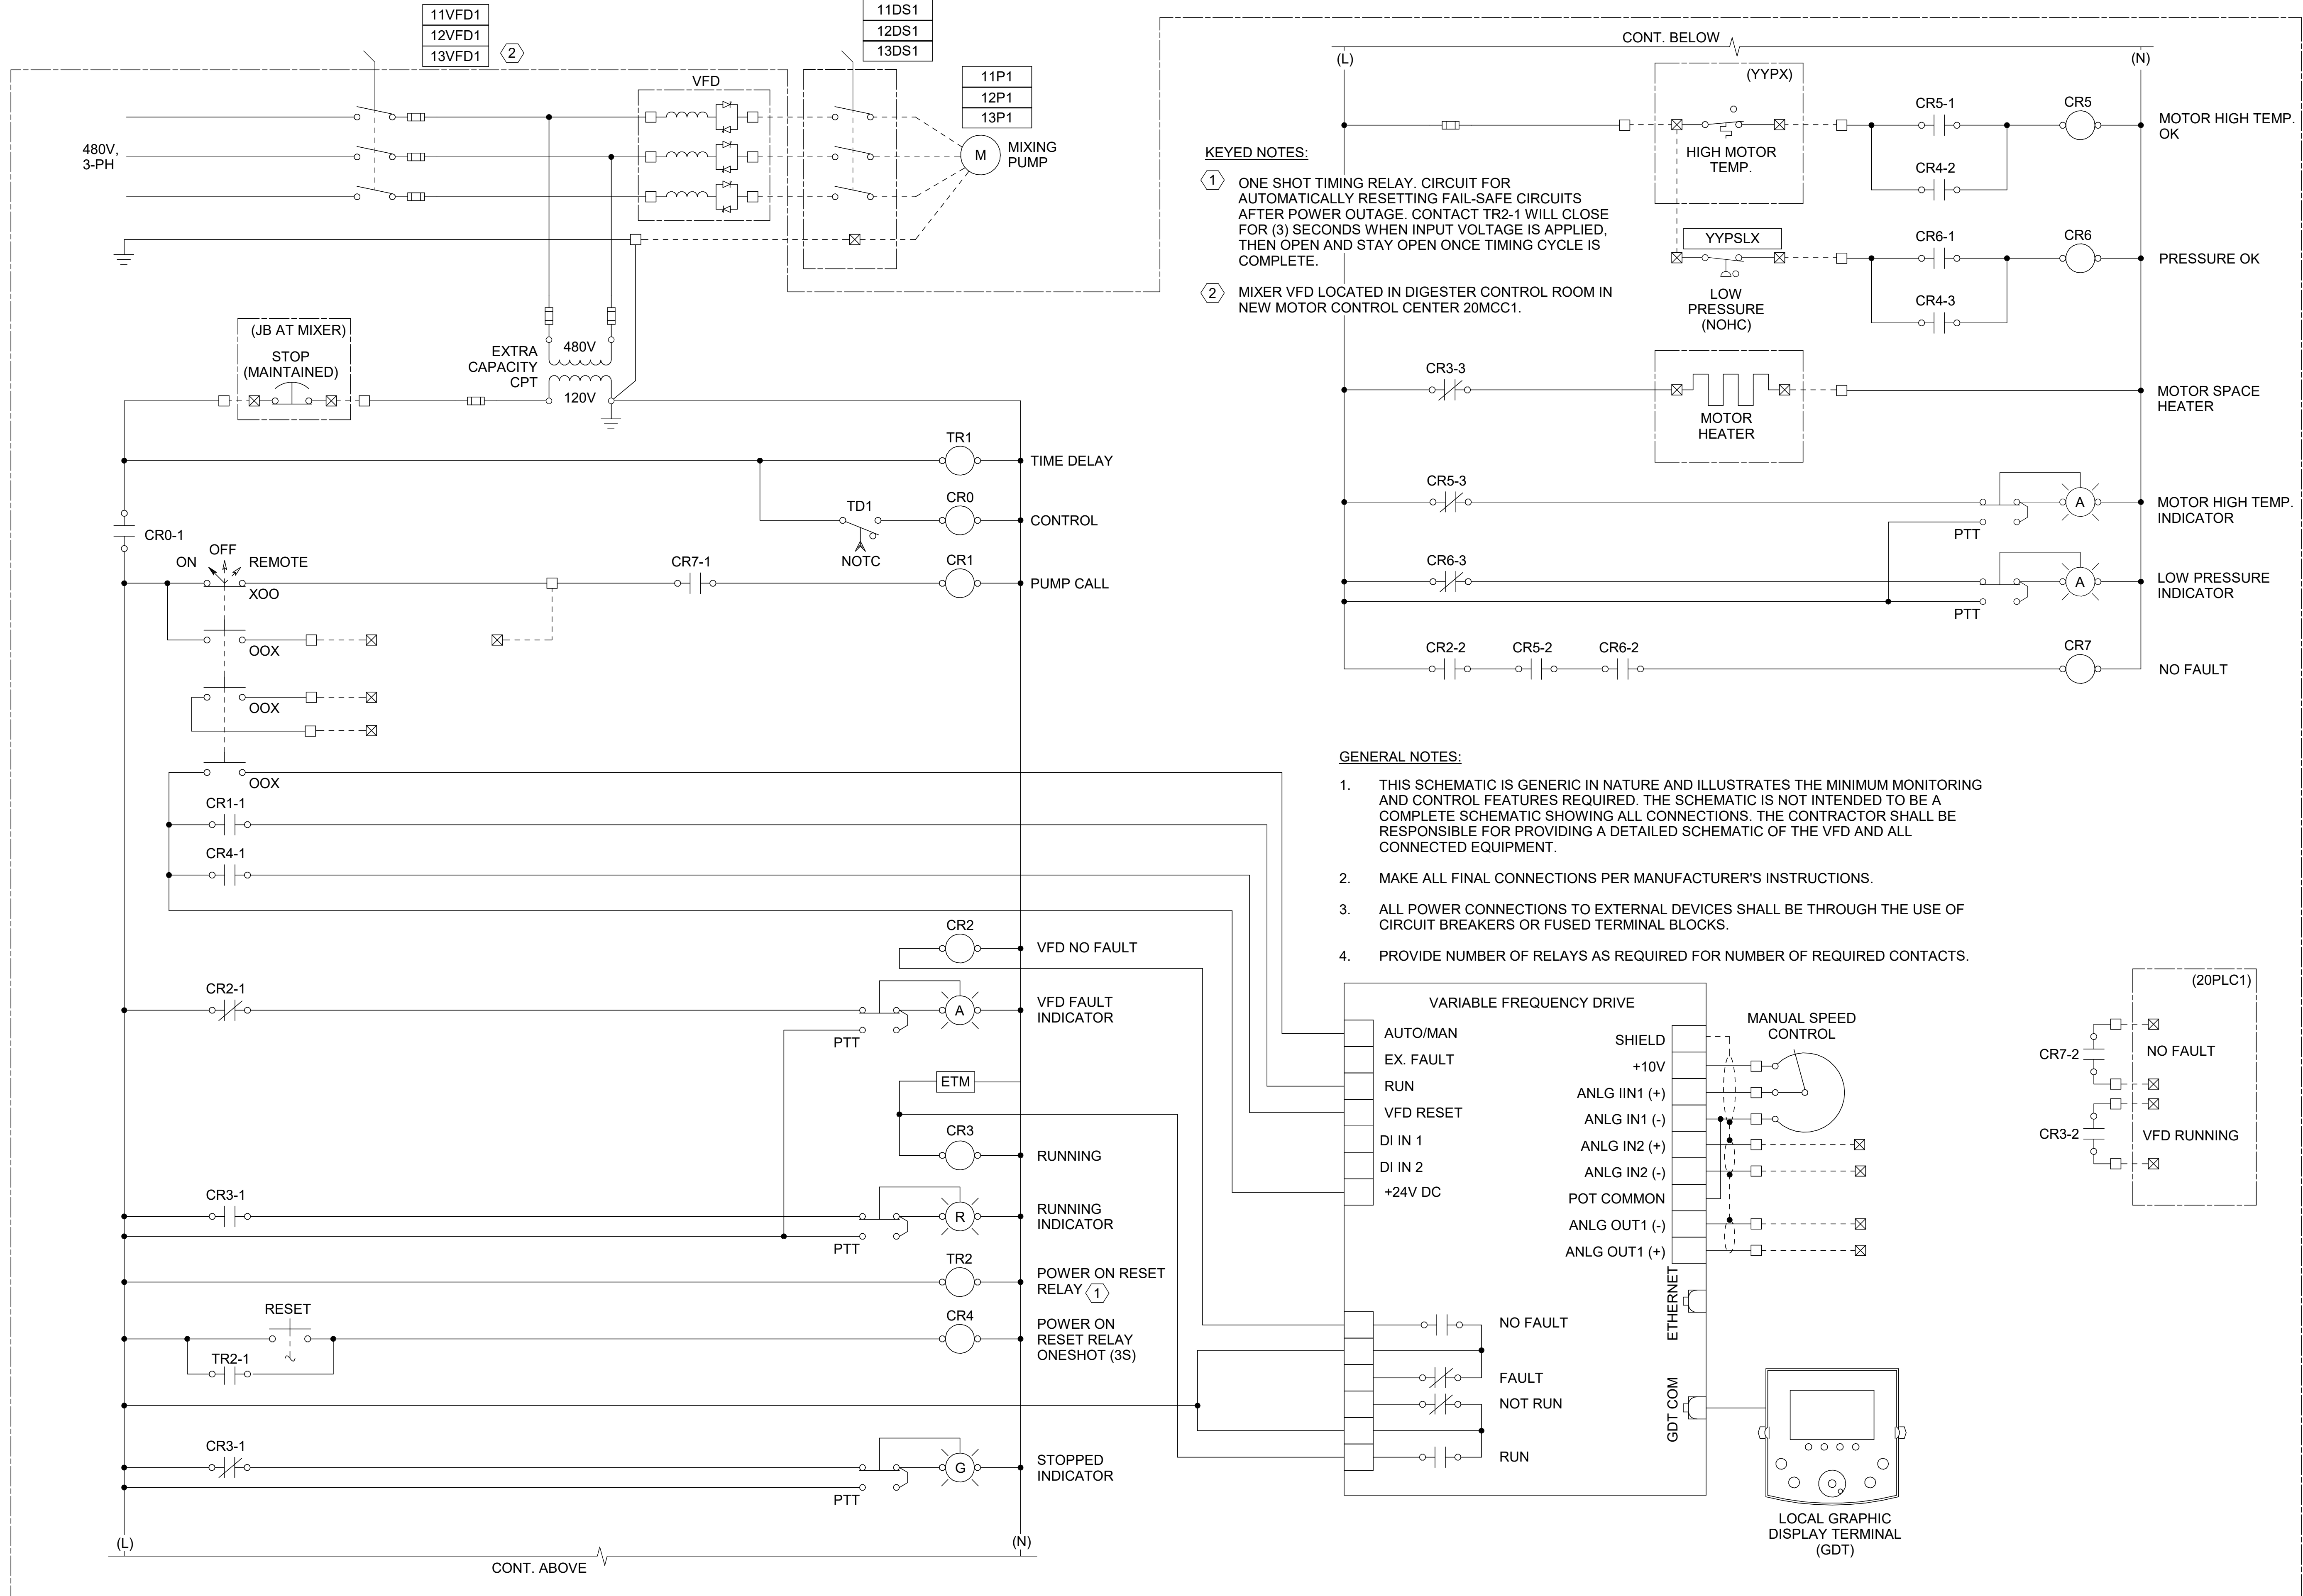 11VFD1
12VFD1
13VFD1
2
11DS1
12DS1
13DS1
VFD
11P1
12P1
13P1
480V,
3-PH
M
MIXING
PUMP
(JB AT MIXER)
STOP
(MAINTAINED)
EXTRA
CAPACITY
CPT
480V
120V
TR1
TIME DELAY
TD1
NOTC
CR0
CONTROL
CR0-1
ON
OFF
REMOTE
XOO
CR7-1
CR1
PUMP CALL
OOX
OOX
OOX
CR1-1
CR4-1
CR2
VFD NO FAULT
CR2-1
PTT
A
VFD FAULT
INDICATOR
ETM
CR3
RUNNING
CR3-1
PTT
R
RUNNING
INDICATOR
TR2
POWER ON RESET
RELAY 1
RESET
TR2-1
CR4
POWER ON
RESET RELAY
ONESHOT (3S)
CR3-1
PTT
G
STOPPED
INDICATOR
(L)
(N)
CONT. ABOVE
CONT. BELOW
(L)
(N)
(YYPX)
HIGH MOTOR
TEMP.
CR5-1
CR4-2
CR5
MOTOR HIGH TEMP.
OK
KEYED NOTES:
1 ONE SHOT TIMING RELAY. CIRCUIT FOR
AUTOMATICALLY RESETTING FAIL-SAFE CIRCUITS
AFTER POWER OUTAGE. CONTACT TR2-1 WILL CLOSE
FOR (3) SECONDS WHEN INPUT VOLTAGE IS APPLIED,
THEN OPEN AND STAY OPEN ONCE TIMING CYCLE IS
COMPLETE.
2 MIXER VFD LOCATED IN DIGESTER CONTROL ROOM IN
NEW MOTOR CONTROL CENTER 20MCC1.
YYPSLX
LOW
PRESSURE
(NOHC)
CR6-1
CR4-3
CR6
PRESSURE OK
CR3-3
MOTOR
HEATER
MOTOR SPACE
HEATER
CR5-3
PTT
A
MOTOR HIGH TEMP.
INDICATOR
CR6-3
PTT
A
LOW PRESSURE
INDICATOR
CR2-2
CR5-2
CR6-2
CR7
NO FAULT
GENERAL NOTES:
1. THIS SCHEMATIC IS GENERIC IN NATURE AND ILLUSTRATES THE MINIMUM MONITORING
AND CONTROL FEATURES REQUIRED. THE SCHEMATIC IS NOT INTENDED TO BE A
COMPLETE SCHEMATIC SHOWING ALL CONNECTIONS. THE CONTRACTOR SHALL BE
RESPONSIBLE FOR PROVIDING A DETAILED SCHEMATIC OF THE VFD AND ALL
CONNECTED EQUIPMENT.
2. MAKE ALL FINAL CONNECTIONS PER MANUFACTURER'S INSTRUCTIONS.
3. ALL POWER CONNECTIONS TO EXTERNAL DEVICES SHALL BE THROUGH THE USE OF
CIRCUIT BREAKERS OR FUSED TERMINAL BLOCKS.
4. PROVIDE NUMBER OF RELAYS AS REQUIRED FOR NUMBER OF REQUIRED CONTACTS.
VARIABLE FREQUENCY DRIVE
AUTO/MAN
EX. FAULT
RUN
VFD RESET
DI IN 1
DI IN 2
+24V DC
SHIELD
+10V
ANLG IIN1 (+)
ANLG IN1 (-)
ANLG IN2 (+)
ANLG IN2 (-)
POT COMMON
ANLG OUT1 (-)
ANLG OUT1 (+)
MANUAL SPEED
CONTROL
ETHERNET
GDT COM
NO FAULT
FAULT
NOT RUN
RUN
LOCAL GRAPHIC
DISPLAY TERMINAL
(GDT)
(20PLC1)
CR7-2
NO FAULT
CR3-2
VFD RUNNING